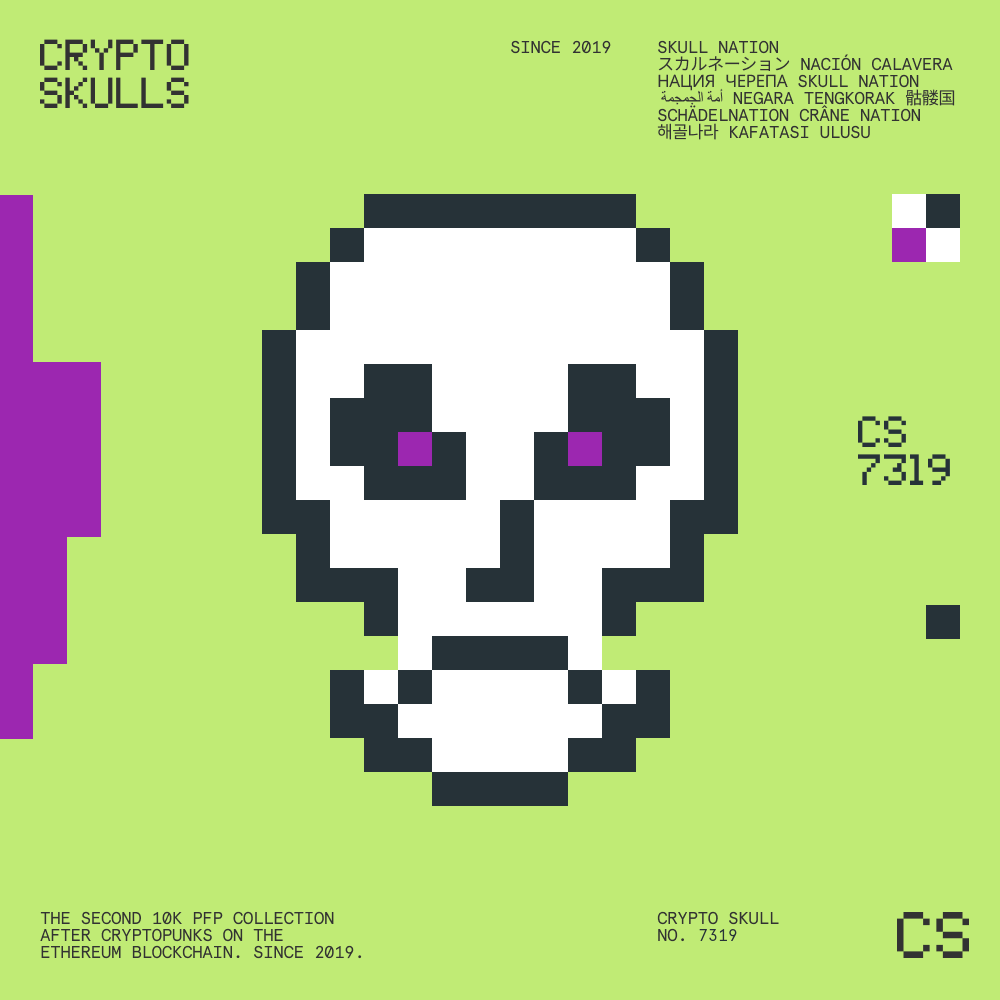 CRYPTO
SKULLS
SINCE 2019
SKULL NATION
スカルネーション NACIÓN CALAVERA
НАЦИЯ ЧЕРЕПА SKULL NATION
أمة الجمجمة NEGARA TENGKORAK 骷髅国
SCHÄDELNATION CRÂNE NATION
해골나라 KAFATASI ULUSU
CS
7319
THE SECOND 10K PFP COLLECTION
AFTER CRYPTOPUNKS ON THE
ETHEREUM BLOCKCHAIN. SINCE 2019.
CRYPTO SKULL
NO. 7319
CS